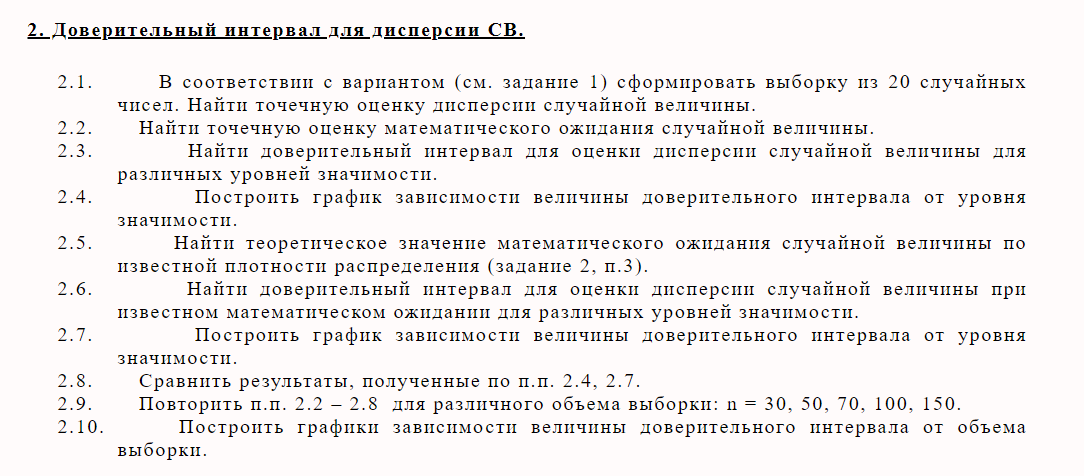 2. Доверительный интервал для дисперсии СВ.
2.1. В соответствии с вариантом (см. задание 1) сформировать выборку из 20 случайных
чисел. Найти точечную оценку дисперсии случайной величины.
2.2. Найти точечную оценку математического ожидания случайной величины.
2.3. Найти доверительный интервал для оценки дисперсии случайной величины для
различных уровней значимости.
2.4. Построить график зависимости величины доверительного интервала от уровня
значимости.
2.5. Найти теоретическое значение математического ожидания случайной величины по
известной плотности распределения (задание 2, п.3).
2.6. Найти доверительный интервал для оценки дисперсии случайной величины при
известном математическом ожидании для различных уровней значимости.
2.7. Построить график зависимости величины доверительного интервала от уровня
значимости.
2.8. Сравнить результаты, полученные по п.п. 2.4, 2.7.
2.9. Повторить п.п. 2.2 – 2.8 для различного объема выборки: n = 30, 50, 70, 100, 150.
2.10. Построить графики зависимости величины доверительного интервала от объема
выборки.